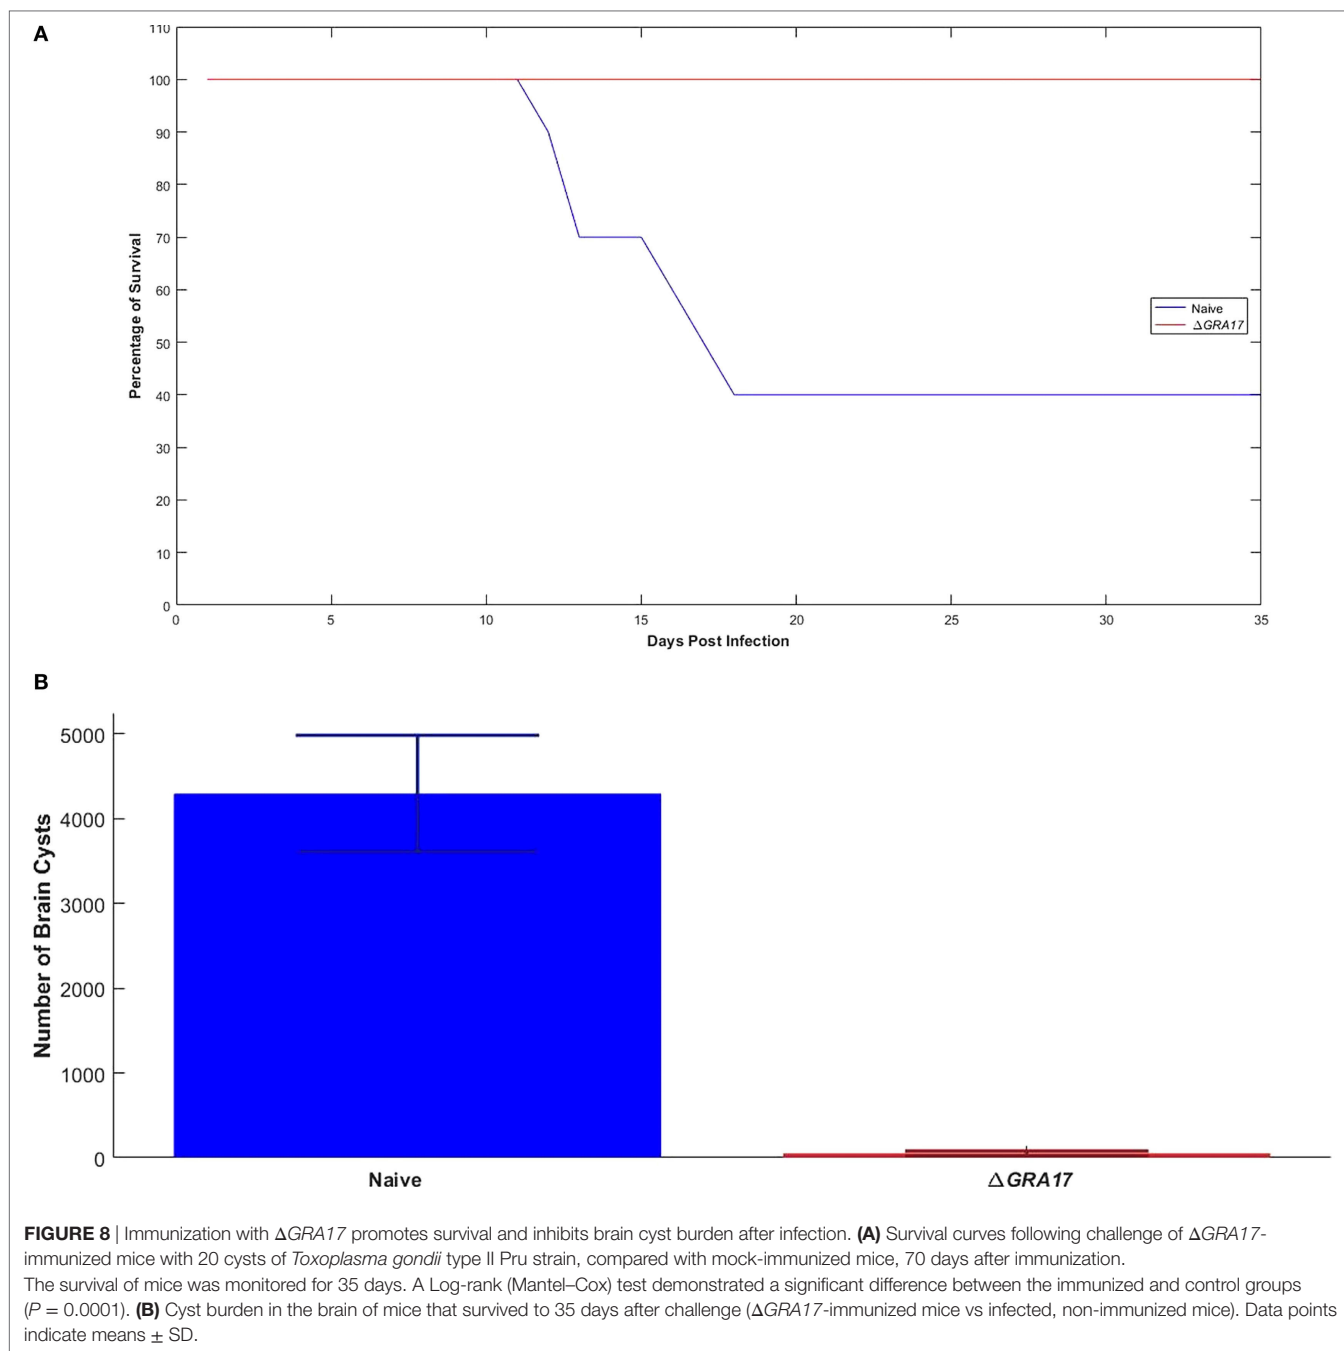 A
110
100
90
80
70
60
50
40
30
20
10
0
Percentage of Survival
Naive
ΔGRA17
0 5 10 15 20 25 30 35
Days Post Infection
B
5000
4000
3000
2000
1000
0
Number of Brain Cysts
Naive ΔGRA17
FIGURE 8 | Immunization with ΔGRA17 promotes survival and inhibits brain cyst burden after infection. (A) Survival curves following challenge of ΔGRA17-
immunized mice with 20 cysts of Toxoplasma gondii type II Pru strain, compared with mock-immunized mice, 70 days after immunization.
The survival of mice was monitored for 35 days. A Log-rank (Mantel–Cox) test demonstrated a significant difference between the immunized and control groups
(P = 0.0001). (B) Cyst burden in the brain of mice that survived to 35 days after challenge (ΔGRA17-immunized mice vs infected, non-immunized mice). Data points
indicate means ± SD.